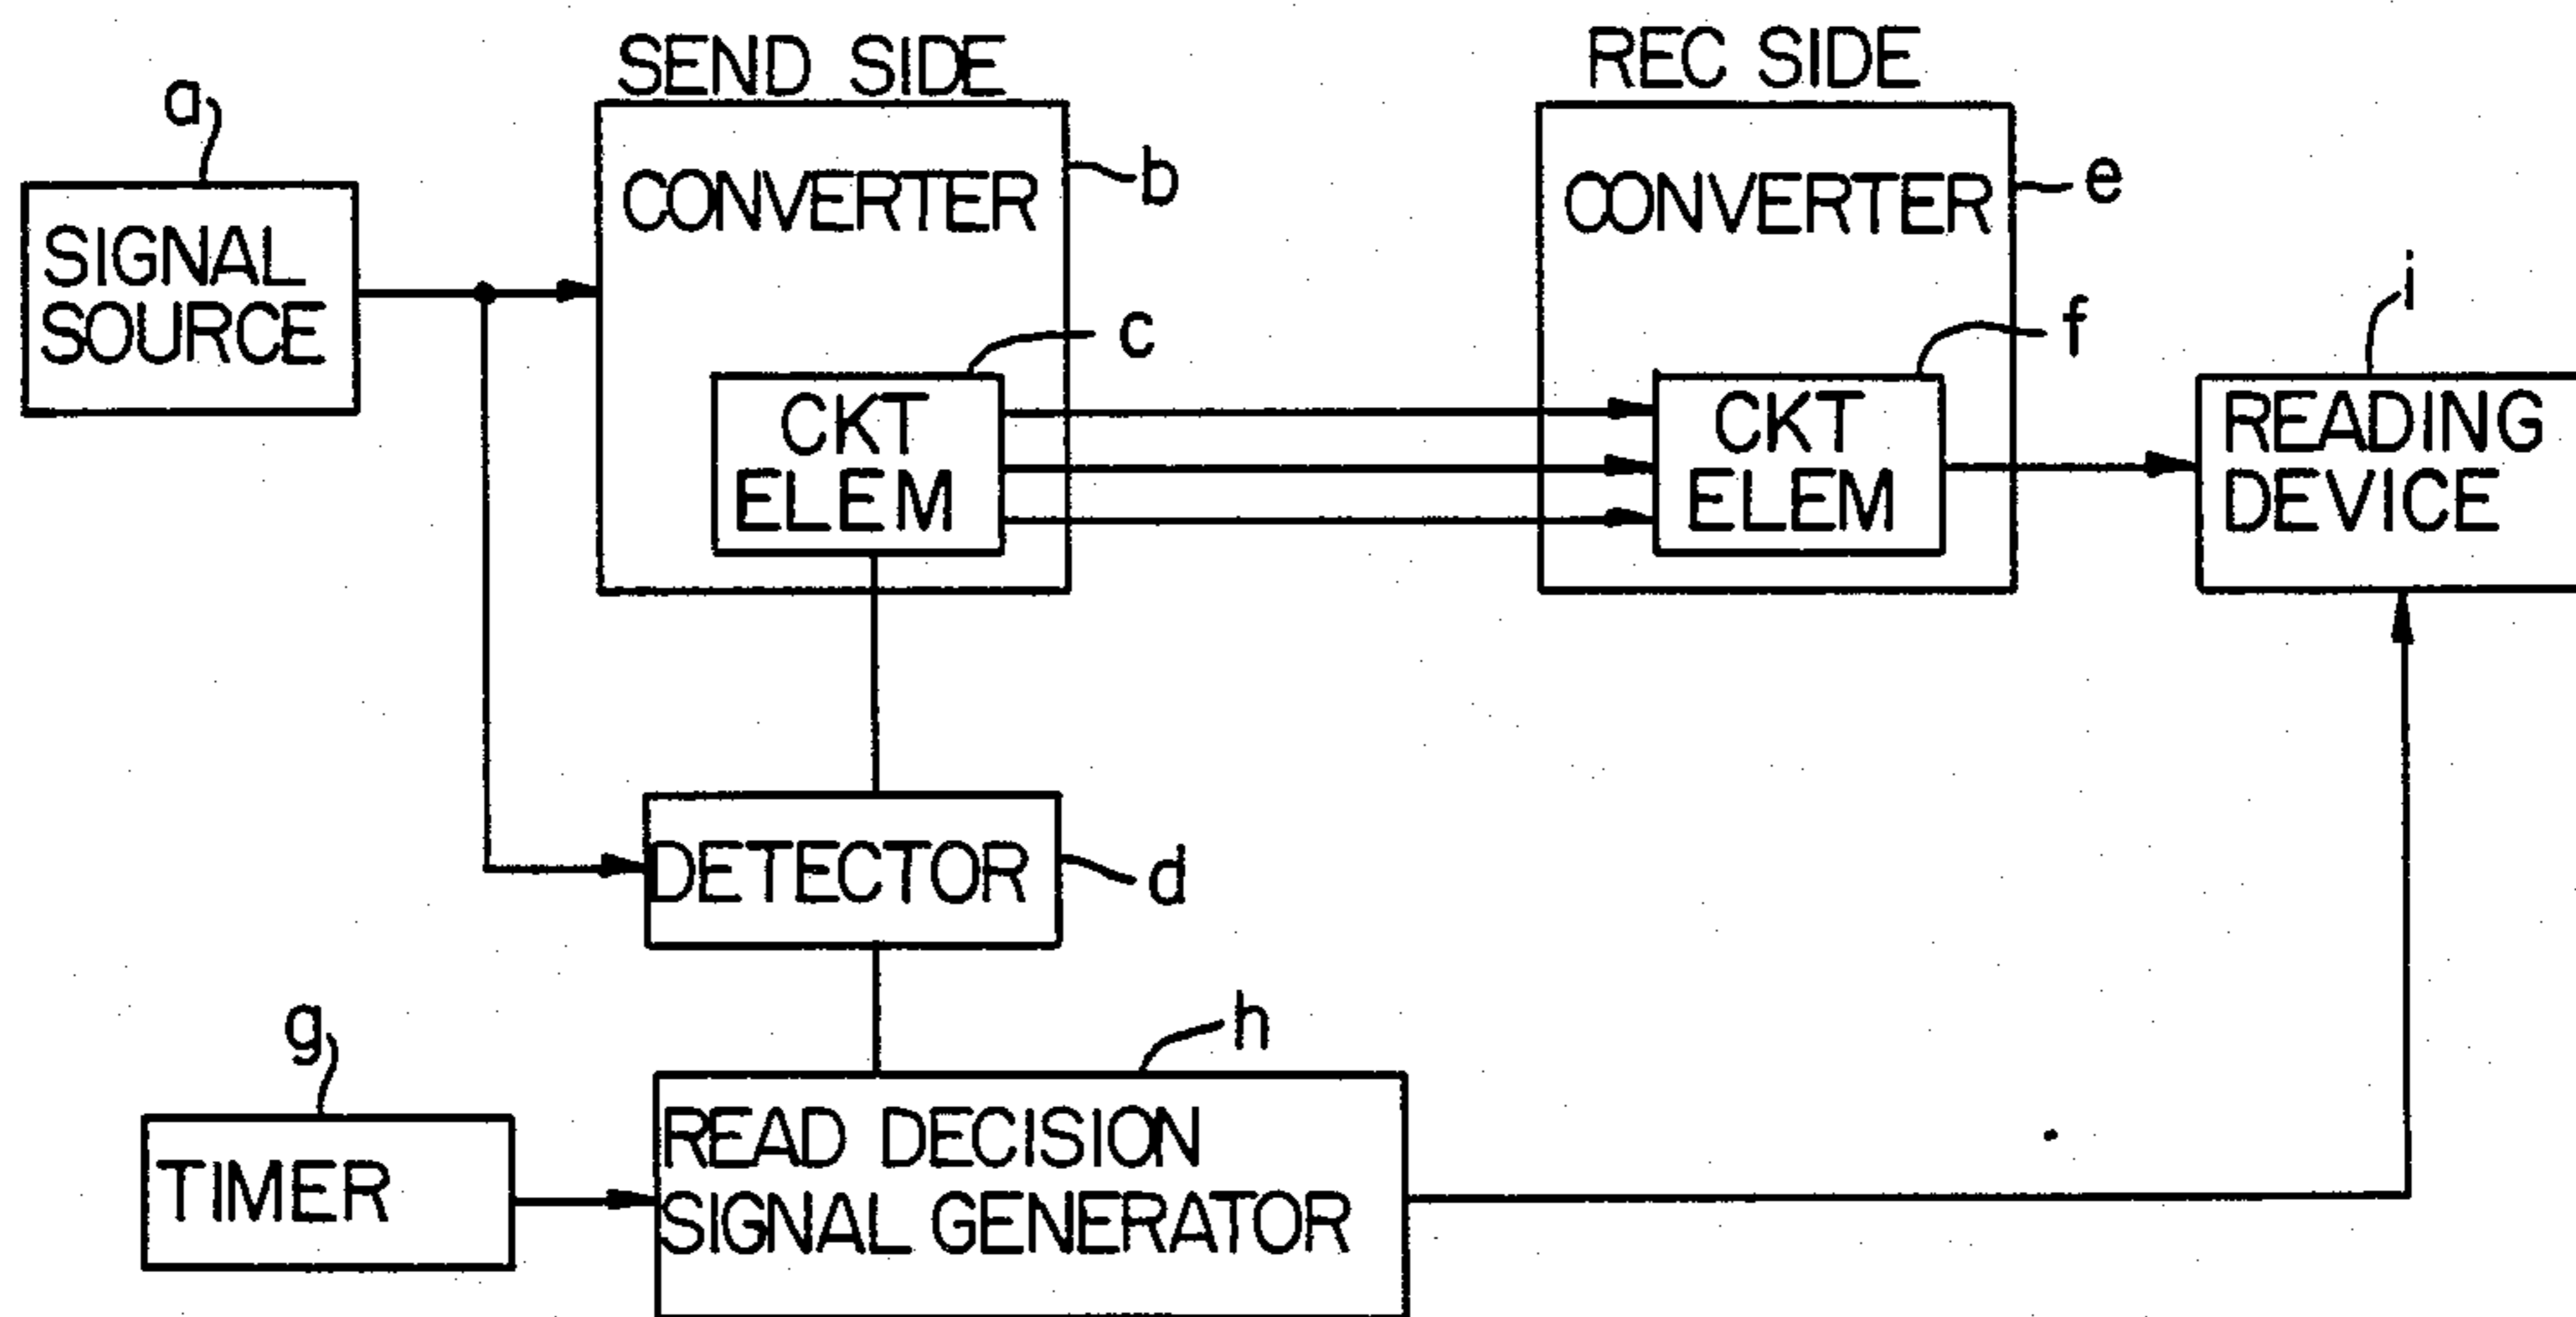 SEND SIDE
REC SIDE
a
SIGNAL
SOURCE
CONVERTER
b
CONVERTER
e
c
CKT
ELEM
f
CKT
ELEM
i
READING
DEVICE
DETECTOR
d
g
TIMER
h
READ DECISION
SIGNAL GENERATOR